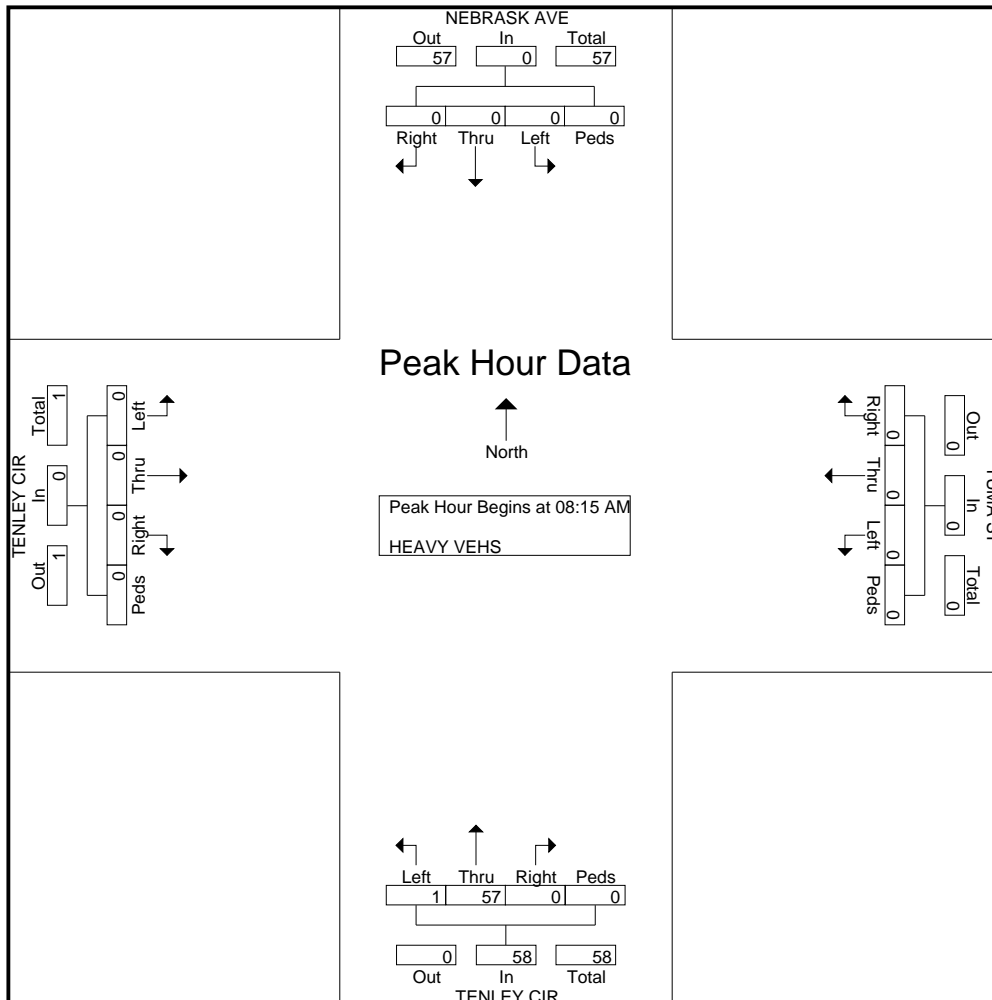 NEBRASK AVE
Out In Total
57 0 57
0 0 0 0
Right Thru Left Peds
Peak Hour Data
North
Peak Hour Begins at 08:15 AM
HEAVY VEHS
TENLEY CIR
Out In Total
1 0 1
0 0 0 0
Left Thru Right Peds
Right Thru Left Peds
0 0 0 0
Out In Total
0 0 0
Left Thru Right Peds
1 57 0 0
0 58 58
Out In Total
TENLEY CIR